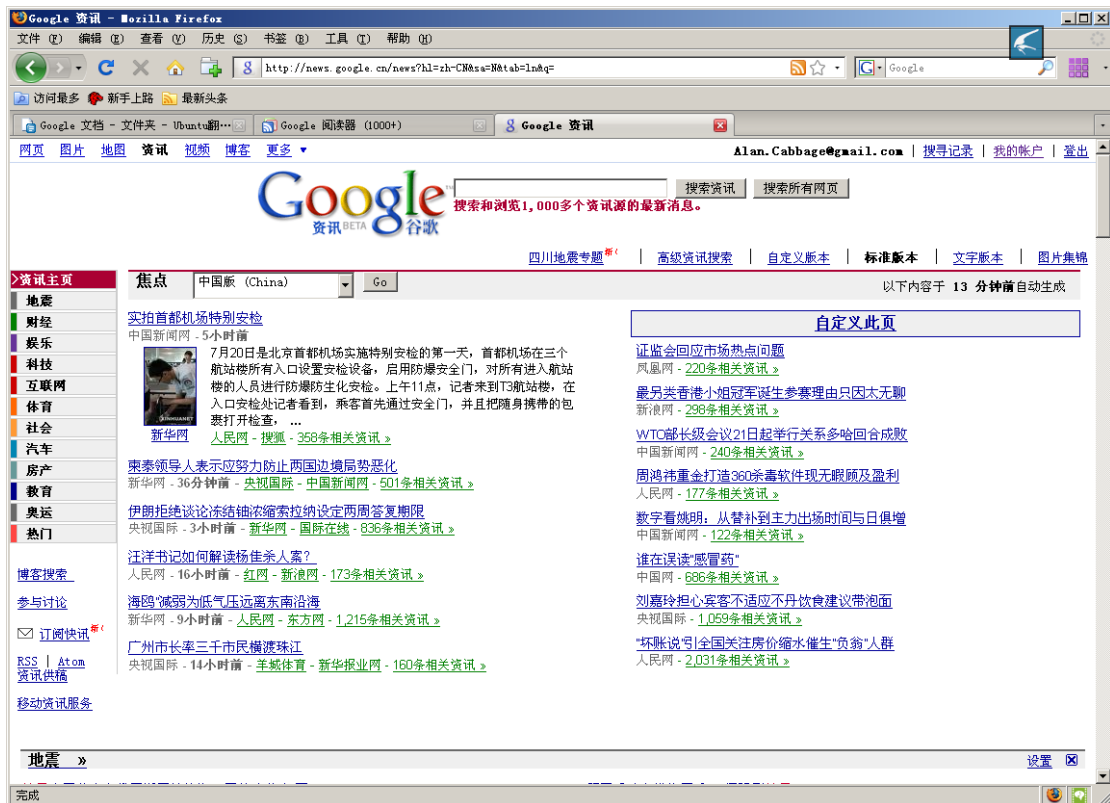 Google 资讯 - Mozilla Firefox
文件 (F) 编辑 (E) 查看 (V) 历史 (S) 书签 (B) 工具 (T) 帮助 (H)
http://news.google.cn/news?hl=zh-CN&sa=N&tab=ln&q=
Google
访问最多 新手上路 最新头条
Google 文档 - 文件夹 - Ubuntu翻…
Google 阅读器 (1000+)
Google 资讯
网页 图片 地图 资讯 视频 博客 更多 ▼
Alan.Cabbage@gmail.com | 搜寻记录 | 我的帐户 | 登出
Google
资讯 BETA 谷歌
搜索资讯 搜索所有网页
搜索和浏览1,000多个资讯源的最新消息。
四川地震专题 | 高级资讯搜索 | 自定义版本 | 标准版本 | 文字版本 | 图片集锦
>资讯主页
地震
财经
娱乐
科技
互联网
体育
社会
汽车
房产
教育
奥运
热门
博客搜索
参与讨论
订阅快讯
RSS | Atom
资讯供稿
移动资讯服务
焦点 中国版 (China) Go
以下内容于 13 分钟前自动生成
实拍首都机场特别安检
中国新闻网 - 5小时前
7月20日是北京首都机场实施特别安检的第一天，首都机场在三个
航站楼所有入口设置安检设备，启用防爆安全门，对所有进入航站
楼的人员进行防爆防生化安检。上午11点，记者来到T3航站楼，在
入口安检处记者看到，乘客首先通过安全门，并且把随身携带的包
裹打开检查， ...
XINHUANET
新华网
人民网 - 搜狐 - 358条相关资讯 »
柬泰领导人表示应努力防止两国边境局势恶化
新华网 - 36分钟前 - 央视国际 - 中国新闻网 - 501条相关资讯 »
伊朗拒绝谈论冻结铀浓缩索拉纳设定两周答复期限
央视国际 - 3小时前 - 新华网 - 国际在线 - 836条相关资讯 »
汪洋书记如何解读杨佳杀人案？
人民网 - 16小时前 - 红网 - 新浪网 - 173条相关资讯 »
海鸥"减弱为低气压远离东南沿海
新华网 - 9小时前 - 人民网 - 东方网 - 1,215条相关资讯 »
广州市长率三千市民横渡珠江
央视国际 - 14小时前 - 羊城体育 - 新华报业网 - 160条相关资讯 »
自定义此页
证监会回应市场热点问题
凤凰网 - 220条相关资讯 »
最另类香港小姐冠军诞生参赛理由只因太无聊
新浪网 - 298条相关资讯 »
WTO部长级会议21日起举行关系多哈回合成败
中国新闻网 - 240条相关资讯 »
周鸿祎重金打造360杀毒软件现无暇顾及盈利
人民网 - 177条相关资讯 »
数字看姚明：从替补到主力出场时间与日俱增
中国新闻网 - 122条相关资讯 »
谁在误读"感冒药"
中国网 - 686条相关资讯 »
刘嘉玲担心宾客不适应不丹饮食建议带泡面
央视国际 - 1,059条相关资讯 »
"坏账说"引全国关注房价缩水催生"负翁"人群
人民网 - 2,031条相关资讯 »
地震 »
设置
完成